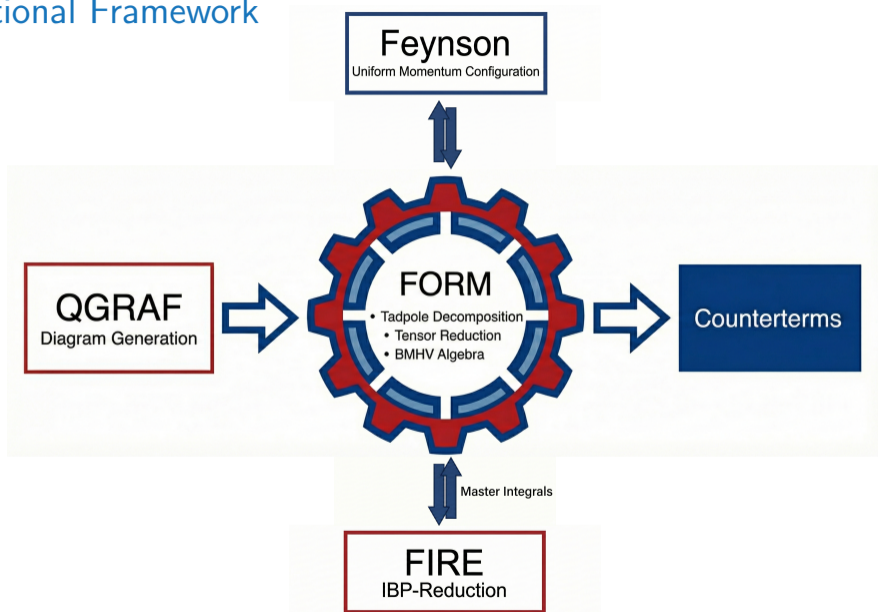 tional Framework
Feynson
Uniform Momentum Configuration
QGRAF
Diagram Generation
FORM
• Tadpole Decomposition
• Tensor Reduction
• BMHV Algebra
Counterterms
Master Integrals
FIRE
IBP-Reduction